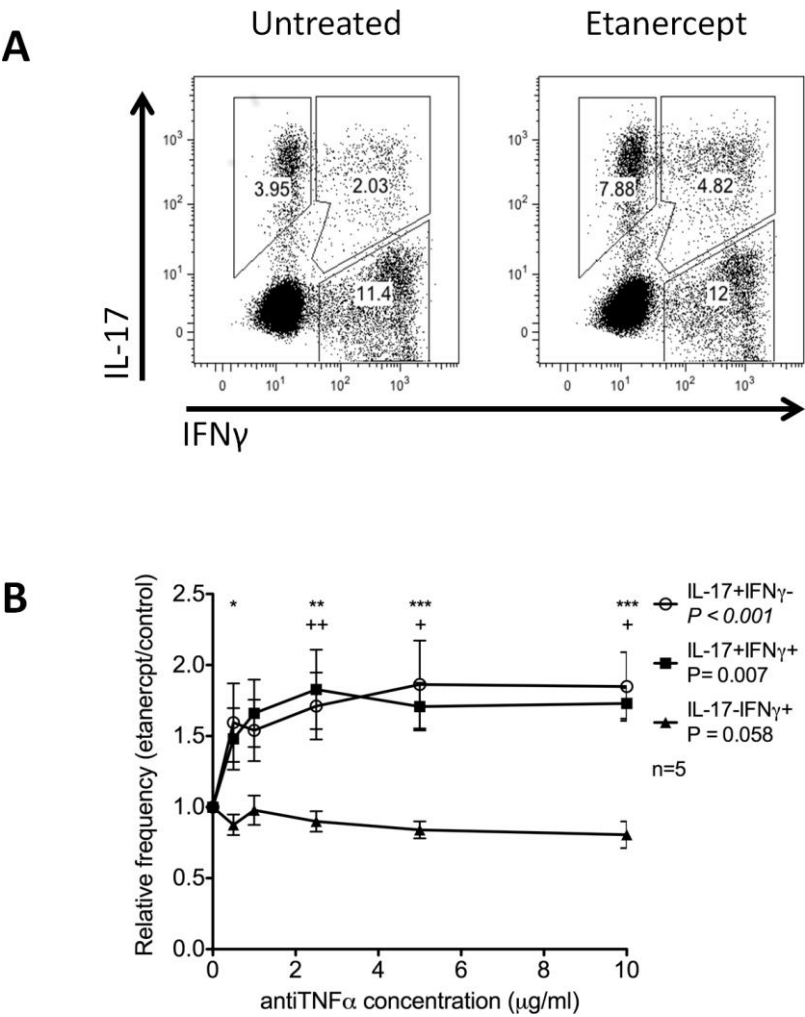 A
Untreated
Etanercept
10³
10²
10¹
0
3.95
2.03
11.4
0
10¹
10²
10³
10³
10²
10¹
0
7.88
4.82
12
0
10¹
10²
10³
IL-17
IFNγ
B
Relative frequency (etanercpt/control)
2.5
2.0
1.5
1.0
0.5
0.0
* ** *** ***
++ + +
0 2 4 6 8 10
antiTNFα concentration (μg/ml)
IL-17+IFNγ-
P < 0.001
IL-17+IFNγ+
P= 0.007
IL-17-IFNγ+
P = 0.058
n=5